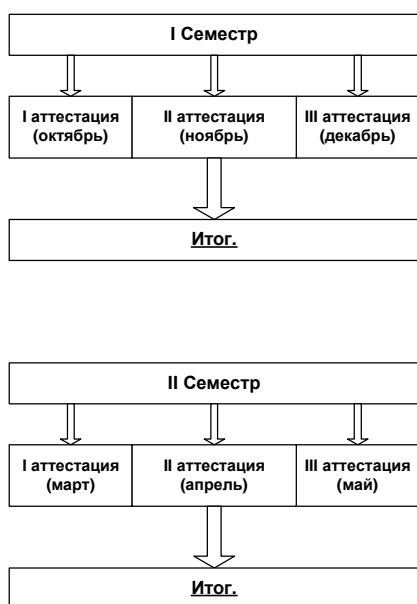 I Семестр
I аттестация
(октябрь)
II аттестация
(ноябрь)
III аттестация
(декабрь)
Итог.
II Семестр
I аттестация
(март)
II аттестация
(апрель)
III аттестация
(май)
Итог.